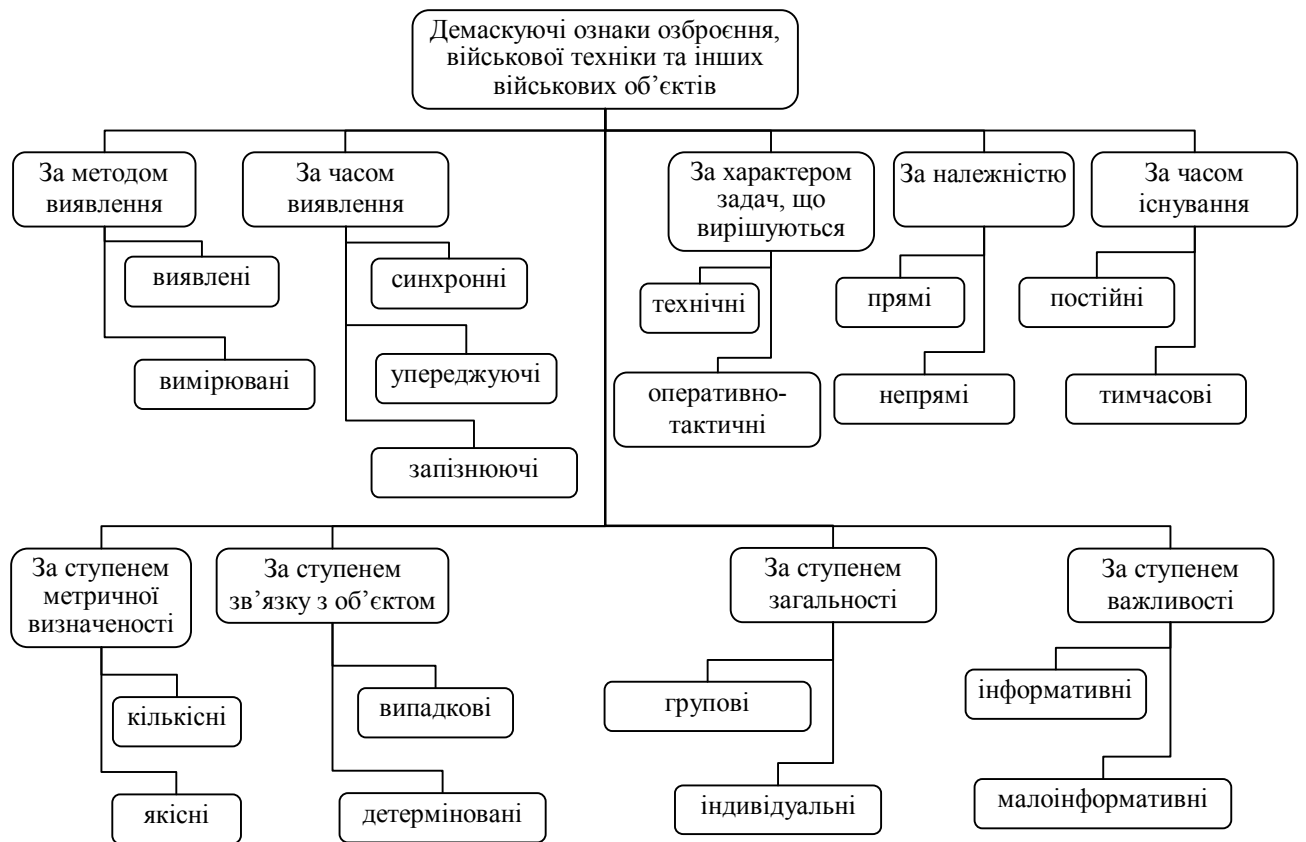 Демаскуючі ознаки озброєння,
військової техніки та інших
військових об’єктів
За методом
виявлення
За часом
виявлення
За характером
задач, що
вирішуються
За належністю
За часом
існування
виявлені
вимірювані
синхронні
упереджуючі
запізнюючі
технічні
оперативно-
тактичні
прямі
непрямі
постійні
тимчасові
За ступенем
метричної
визначеності
За ступенем
зв’язку з об’єктом
За ступенем
загальності
За ступенем
важливості
кількісні
якісні
випадкові
детерміновані
групові
індивідуальні
інформативні
малоінформативні